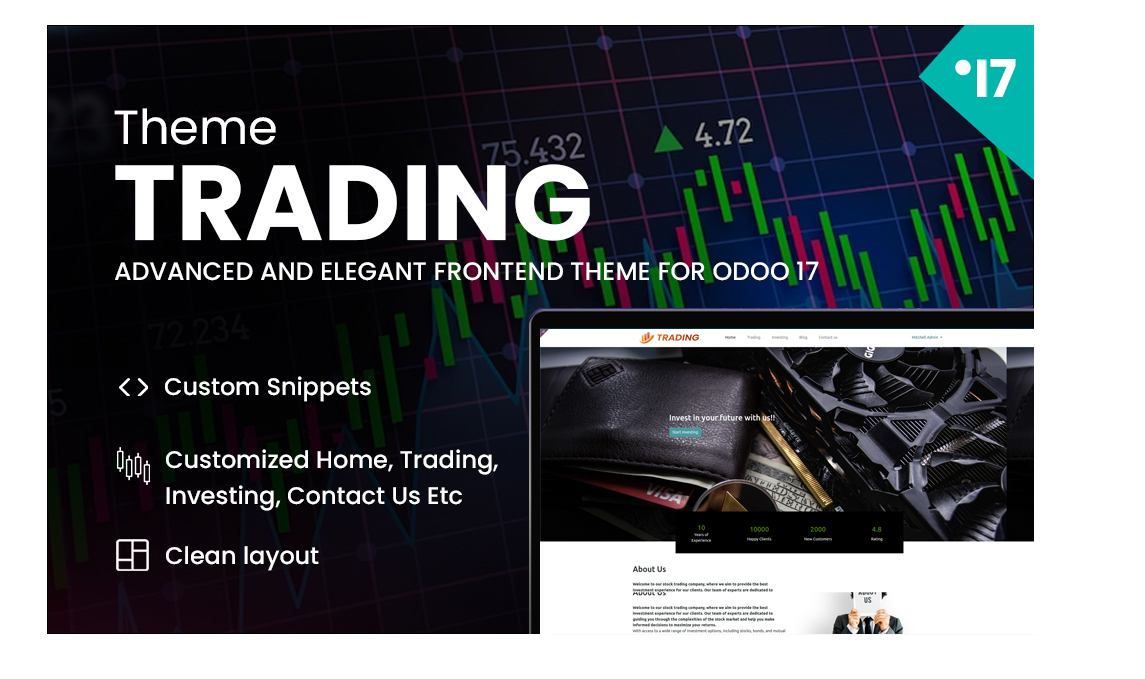 17
Theme
75.432
4.72
TRADING
ADVANCED AND ELEGANT FRONTEND THEME FOR ODOO 17
72.234
Custom Snippets
Customized Home, Trading,
Investing, Contact Us Etc
Clean layout
TRADING Home Trading Investing Blog Contact us Mitchell Admin
Invest in your future with us!!
Start Investing
VISA
10 10000 2000 4.8
Years of Experience Happy Clients New Customers Rating
About Us
Welcome to our stock trading company, where we aim to provide the best
investment experience for our clients. Our team of experts are dedicated to
About Us
Welcome to our stock trading company, where we aim to provide the best
investment experience for our clients. Our team of experts are dedicated to
guiding you through the complexities of the stock market and help you make
informed decisions to maximize your returns.
With access to a wide range of investment options, including stocks, bonds, and mutual
ABOUT
US